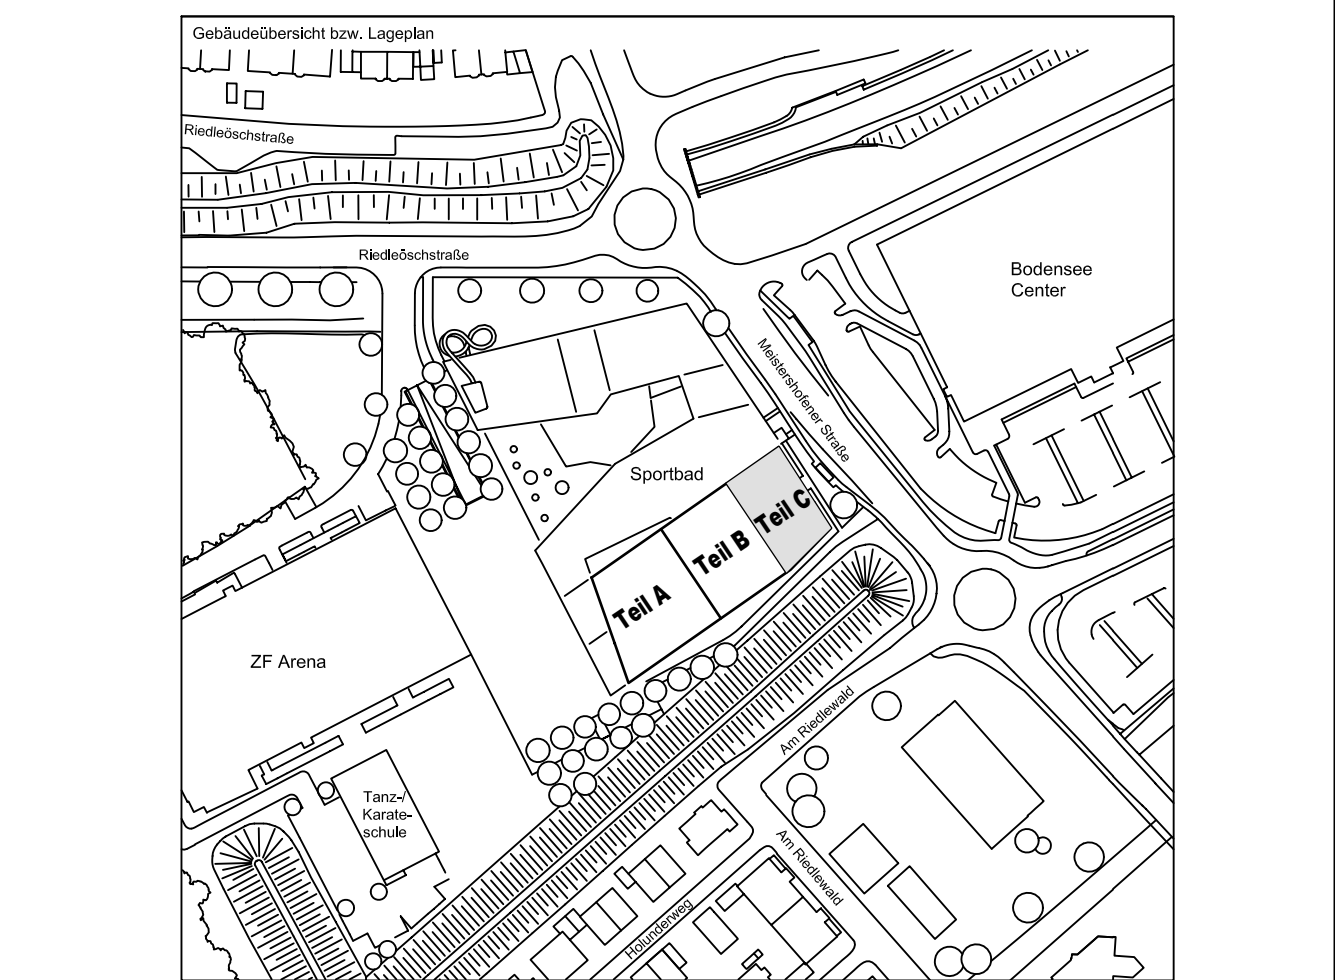 Gebäudeübersicht bzw. Lageplan
Riedleöschstraße
Riedleöschstraße
Bodensee
Center
Meistershofener Straße
Sportbad
Teil C
Teil B
Teil A
ZF Arena
Am Riedlewald
Tanz-/
Karate-
schule
Am Riedlewald
Holunderweg